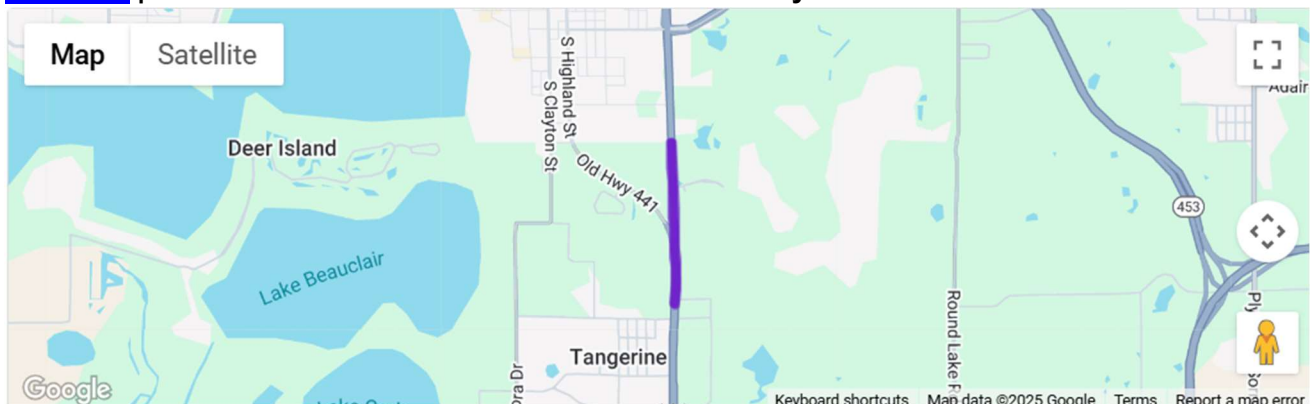 Map
Satellite
S Highland St
S Clayton St
Deer Island
Old Hwy 441
Adair
453
Lake Beauclair
Round Lake R
Tangerine
Google
Keyboard shortcuts
Map data ©2025 Google
Terms
Report a map error